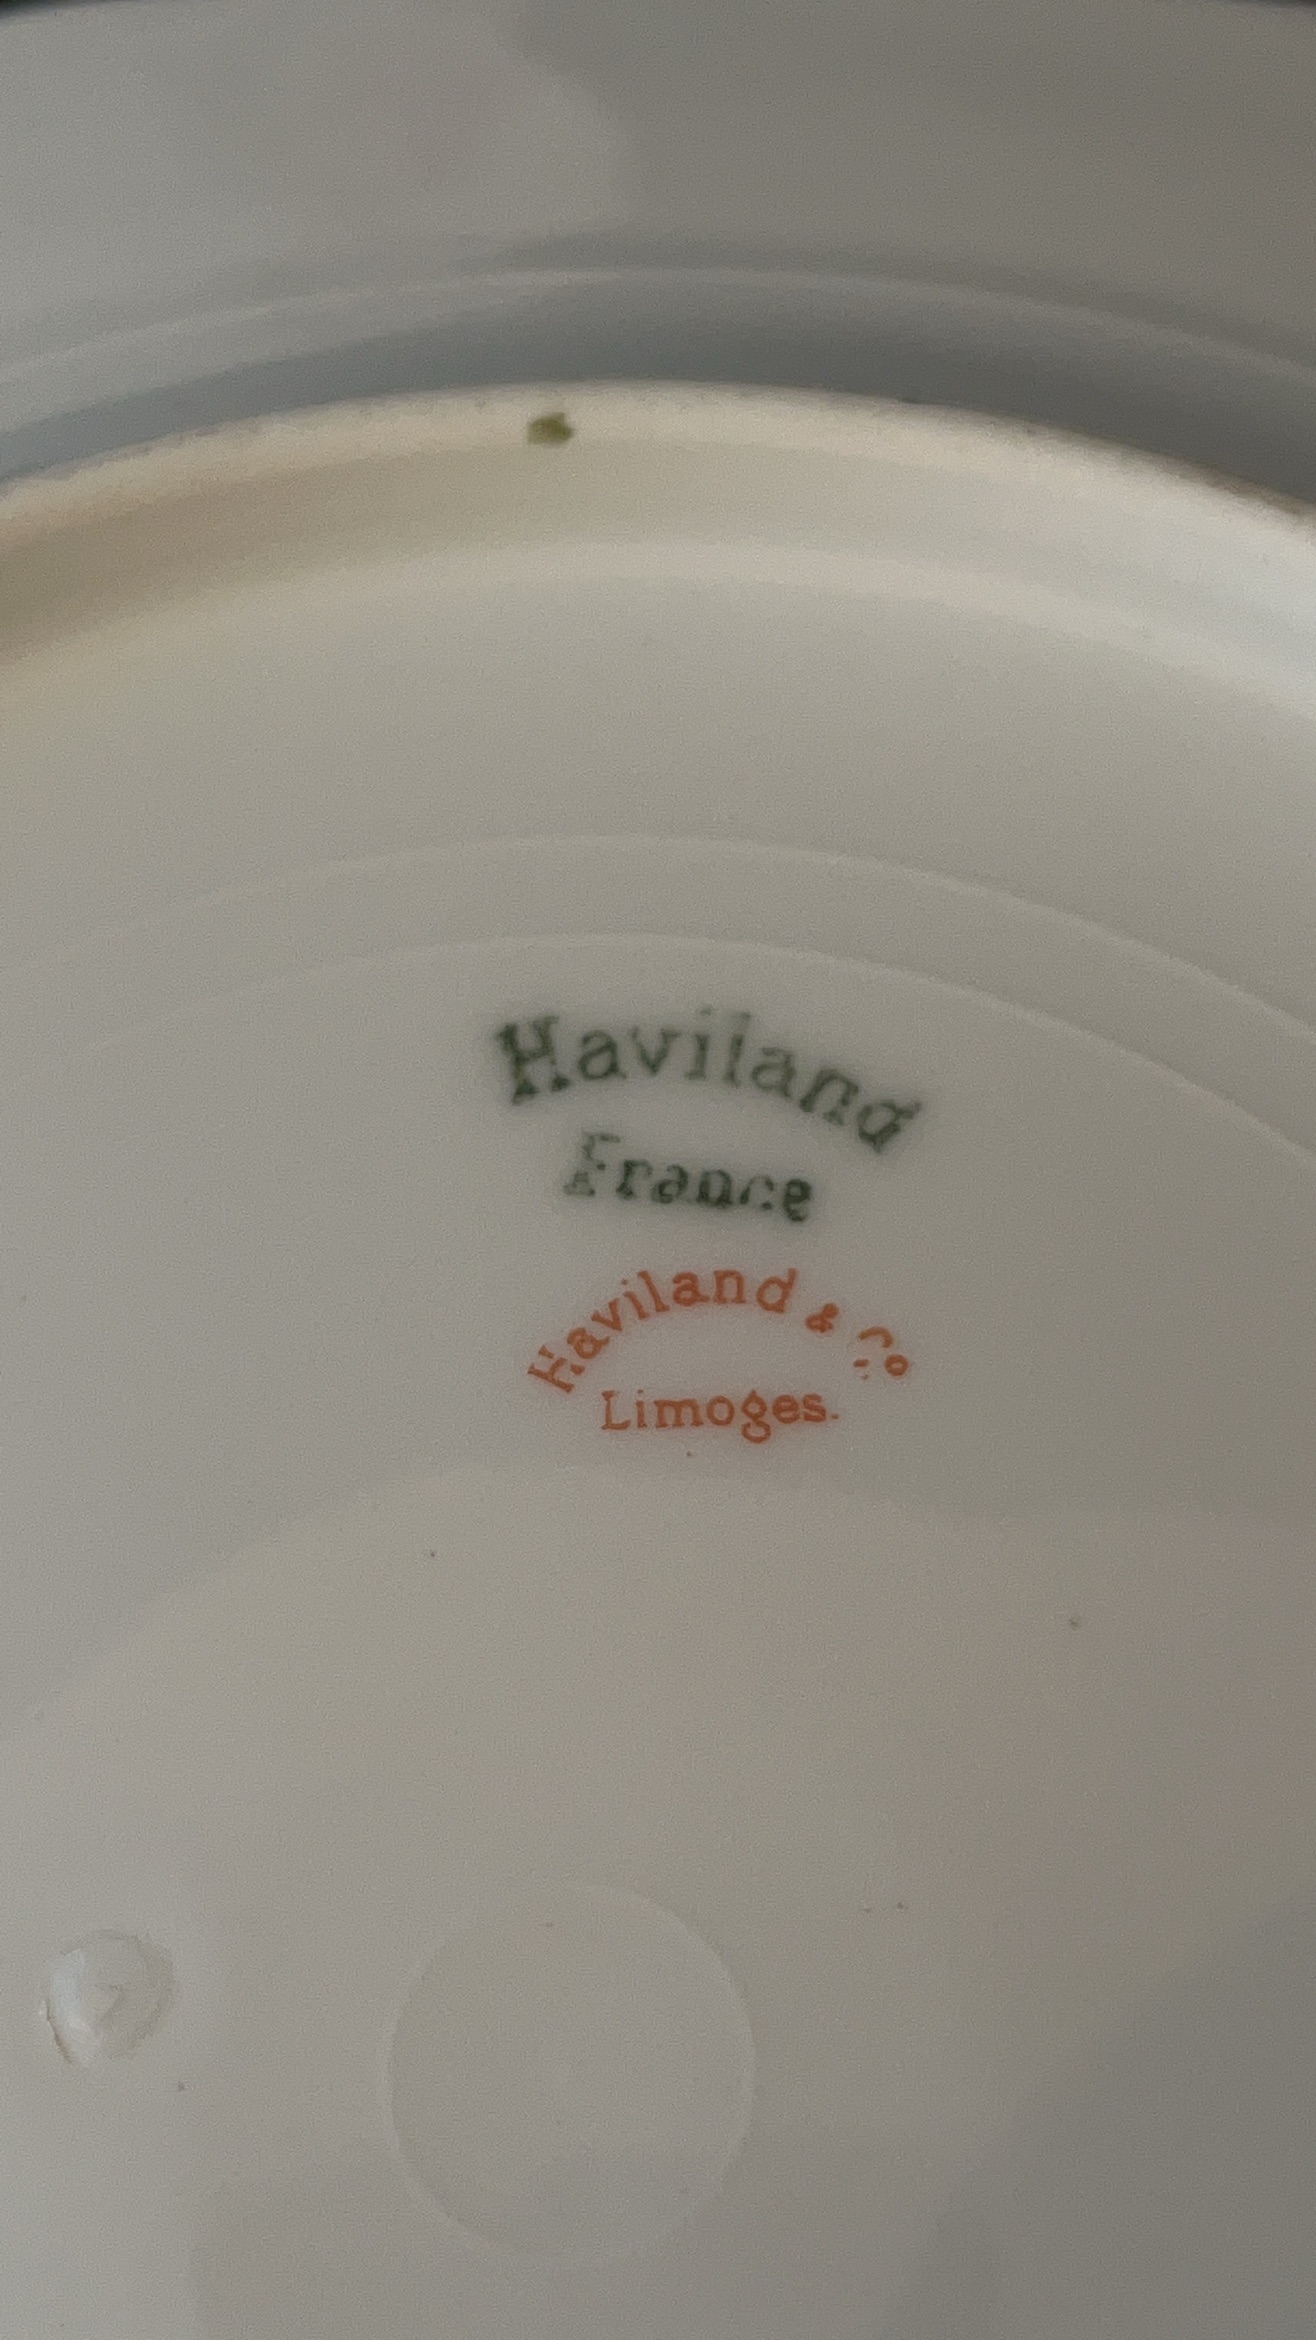 Haviland
France
Haviland & Co
Limoges.